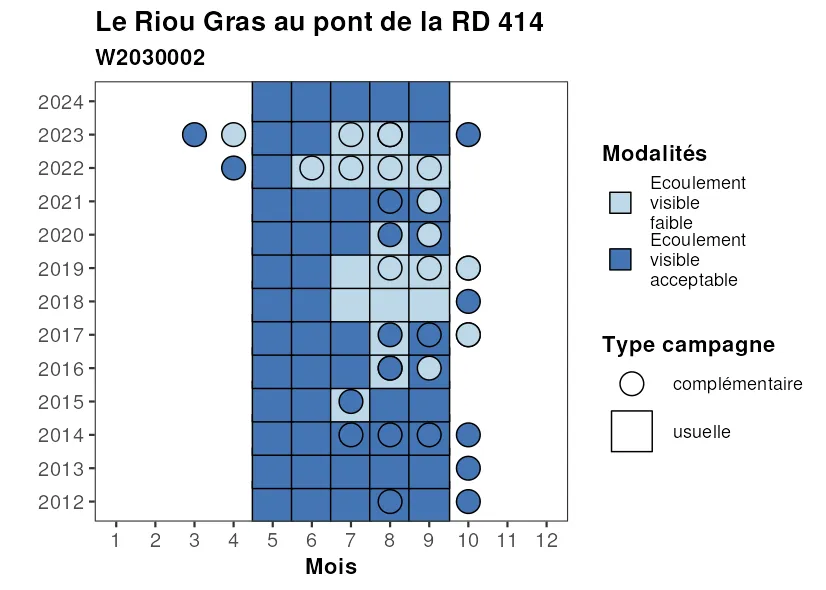 Le Riou Gras au pont de la RD 414
W2030002
2024
2023
2022
2021
2020
2019
2018
2017
2016
2015
2014
2013
2012
1 2 3 4 5 6 7 8 9 10 11 12
Mois
Modalités
Ecoulement
visible
faible
Ecoulement
visible
acceptable
Type campagne
complémentaire
usuelle